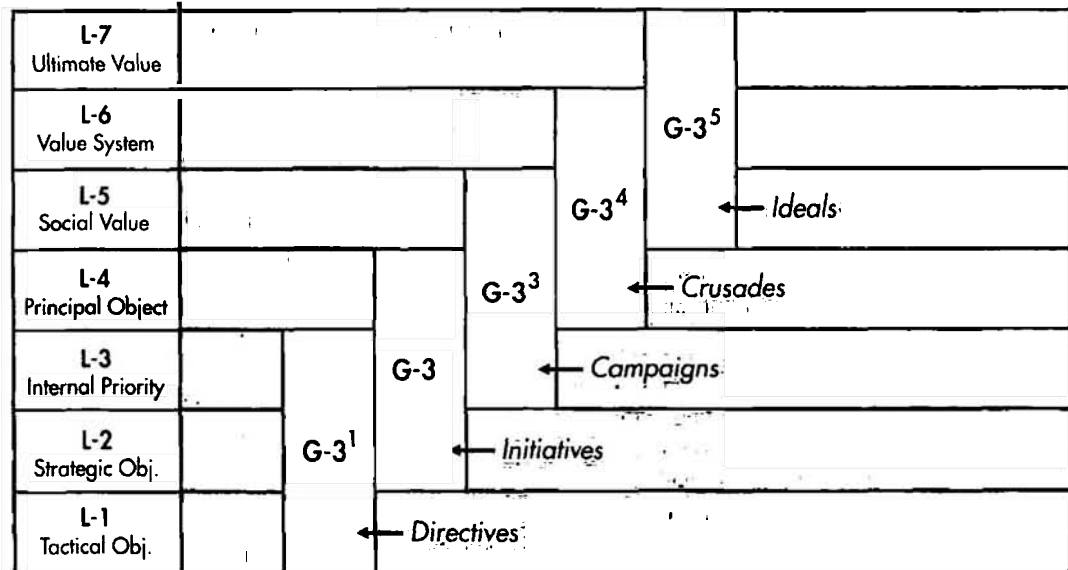 L-7
Ultimate Value
L-6
Value System
G-3⁵
L-5
Social Value
G-3⁴
Ideals
L-4
Principal Object
G-3³
Crusades
L-3
Internal Priority
G-3
Campaigns
L-2
Strategic Obj.
G-3¹
Initiatives
L-1
Tactical Obj.
Directives